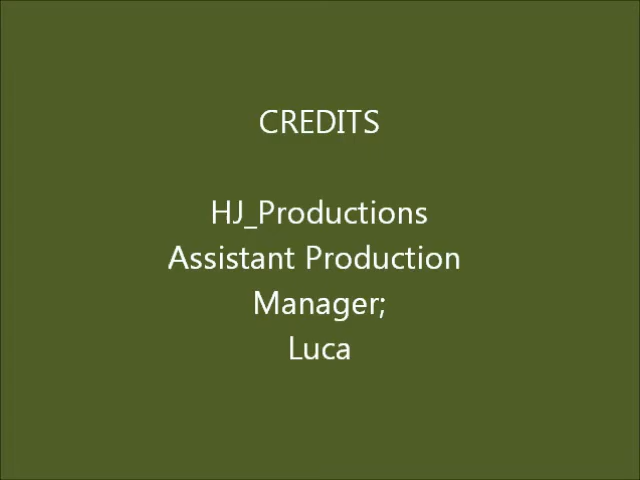 CREDITS
HJ_Productions
Assistant Production
Manager;
Luca